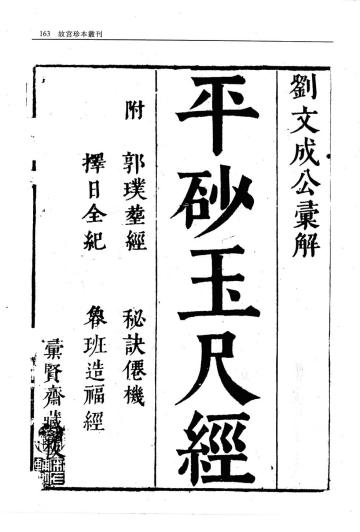 163 故宮珍本叢刊
劉文成公彙解
平砂玉尺經
附 郭璞葬經 秘訣僊機
擇日全紀 魯班造福經
彙賢齋藏板